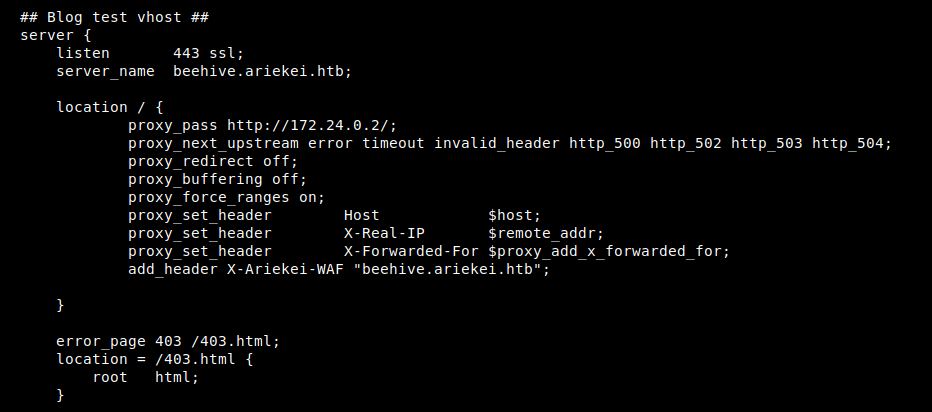 ## Blog test vhost ##
server {
    listen       443 ssl;
    server_name  beehive.ariekei.htb;

    location / {
            proxy_pass http://172.24.0.2/;
            proxy_next_upstream error timeout invalid_header http_500 http_502 http_503 http_504;
            proxy_redirect off;
            proxy_buffering off;
            proxy_force_ranges on;
            proxy_set_header        Host            $host;
            proxy_set_header        X-Real-IP       $remote_addr;
            proxy_set_header        X-Forwarded-For $proxy_add_x_forwarded_for;
            add_header X-Ariekei-WAF "beehive.ariekei.htb";

    }

    error_page 403 /403.html;
    location = /403.html {
        root   html;
    }